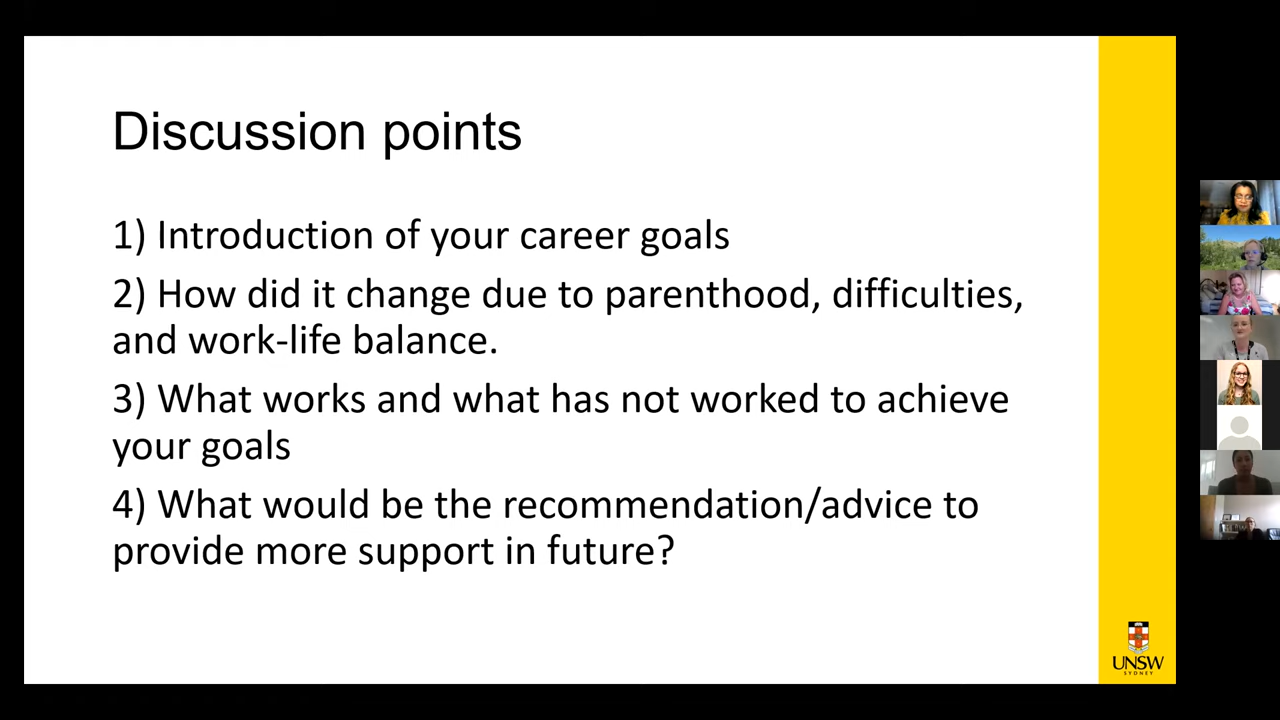 Discussion points
1) Introduction of your career goals
2) How did it change due to parenthood, difficulties,
and work-life balance.
3) What works and what has not worked to achieve
your goals
4) What would be the recommendation/advice to
provide more support in future?
UNSW
SYDNEY